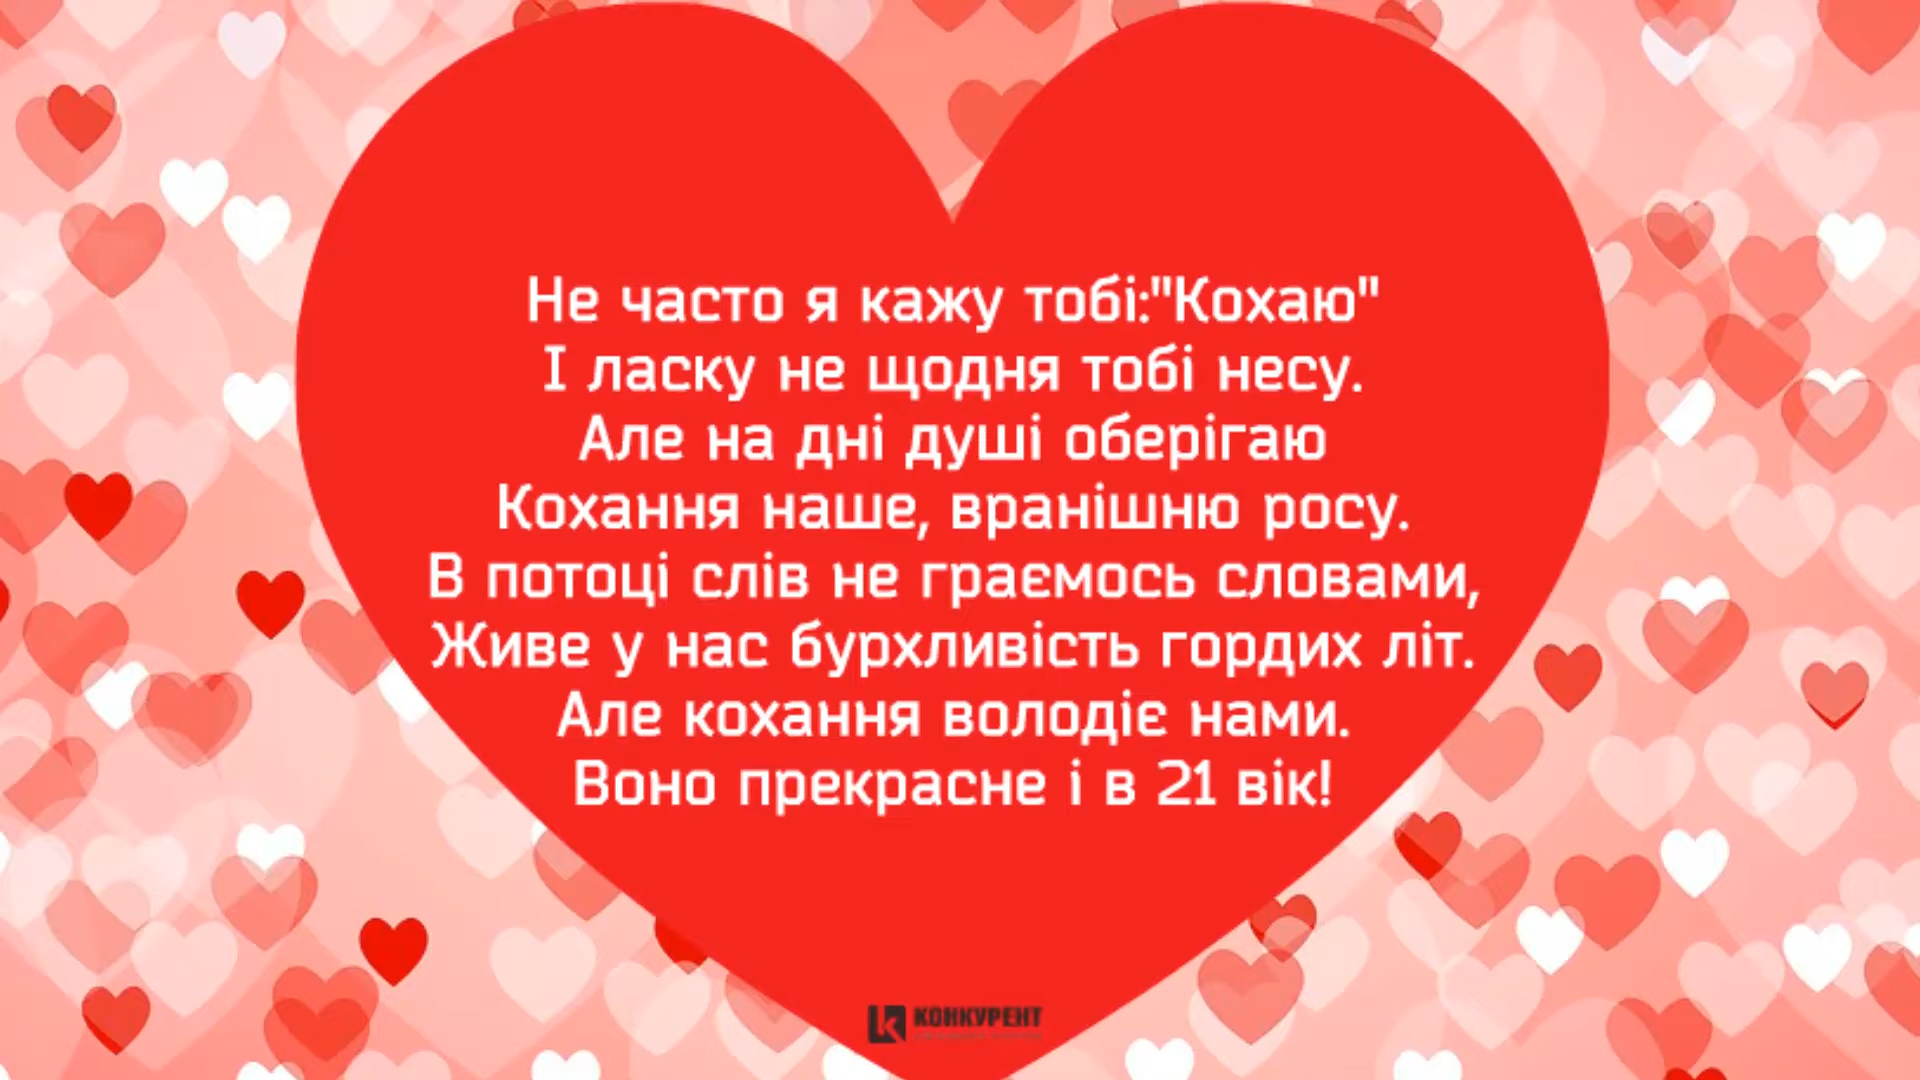 Не часто я кажу тобі:"Кохаю"
І ласку не щодня тобі несу.
Але на дні душі оберігаю
Кохання наше, вранішню росу.
В потоці слів не граємось словами,
Живе у нас бурхливість гордих літ.
Але кохання володіє нами.
Воно прекрасне і в 21 вік!
КОНКУРЕНТ